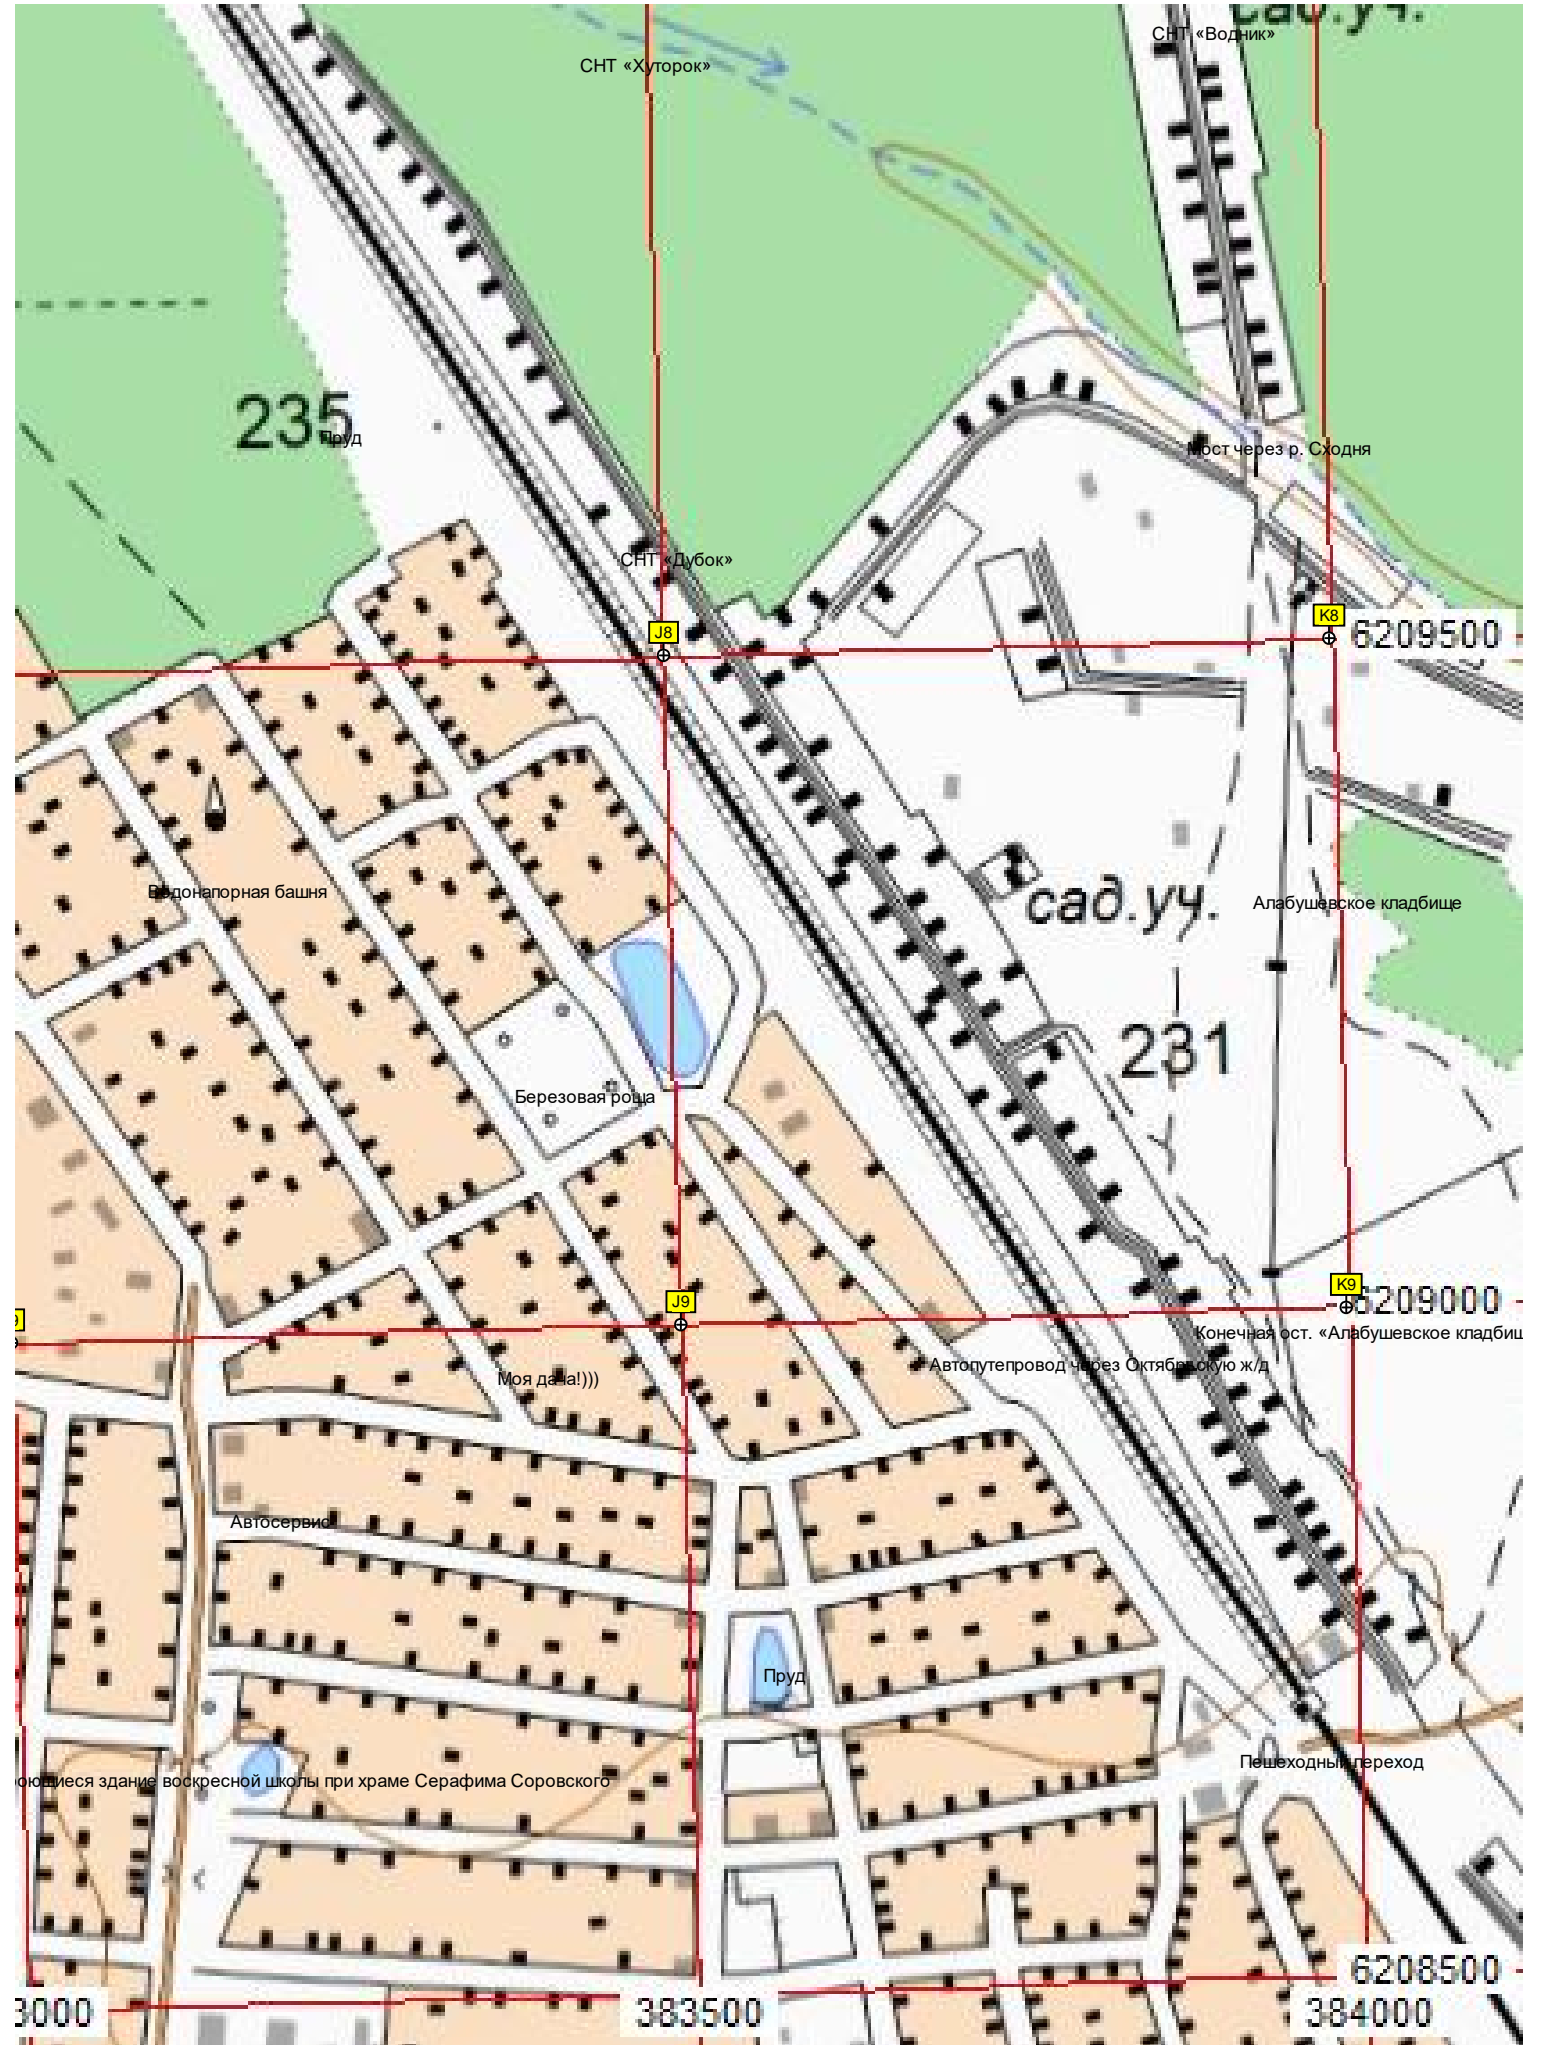 сад.уч.
СНТ «Водник»
СНТ «Хуторок»
235
Пруд
Мост через р. Сходня
СНТ «Дубок»
J8
K8
6209500
Водонапорная башня
сад.уч.
Алабушевское кладбище
231
Березовая роща
9
J9
K9
6209000
Конечная ост. «Алабушевское кладбищ
Автопутепровод через Октябрьскую ж/д
Моя дача!)))
Автосервис
Пруд
Пешеходный переход
роющиеся здание воскресной школы при храме Серафима Соровского
6208500
3000
383500
384000